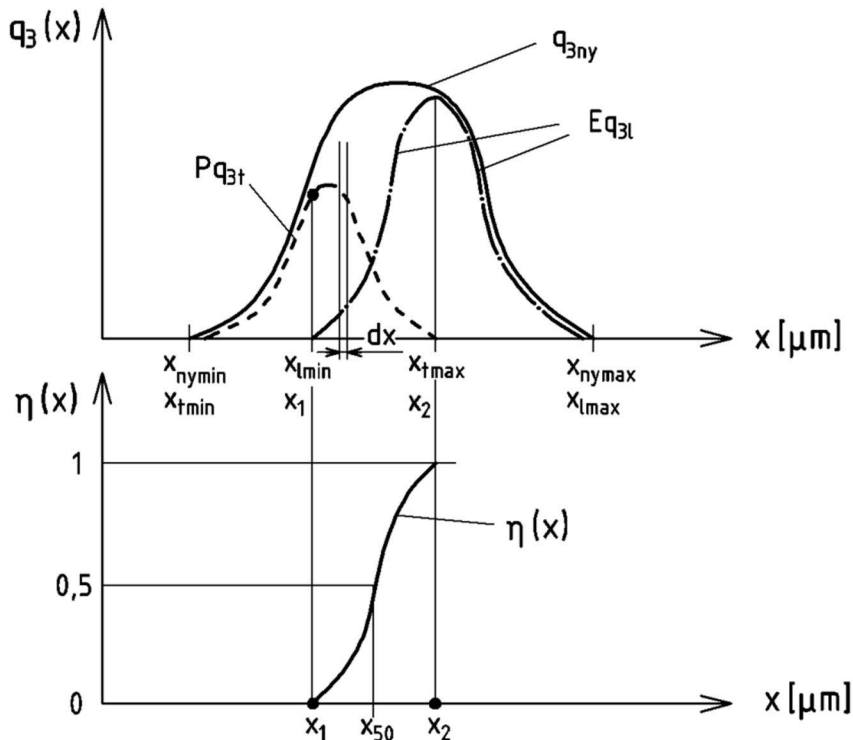 q3(x)
q3ny
Eq3l
Pq3t
dx
x[μm]
xnymin xlmin xtmax xnymax
xtmin x1 x2 xlmax
η(x)
1
η(x)
0,5
0
x1 x50 x2
x[μm]